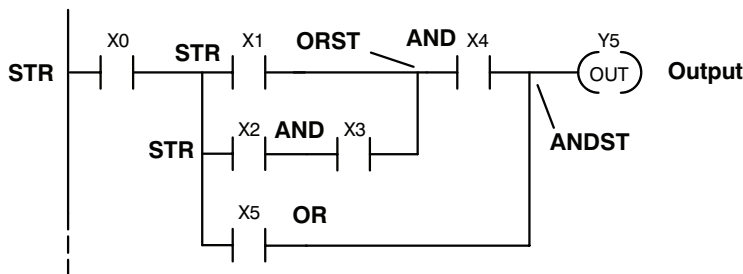 X0
STR
X1
ORST
AND
X4
Y5
STR
OUT
Output
X2
AND
X3
STR
ANDST
X5
OR